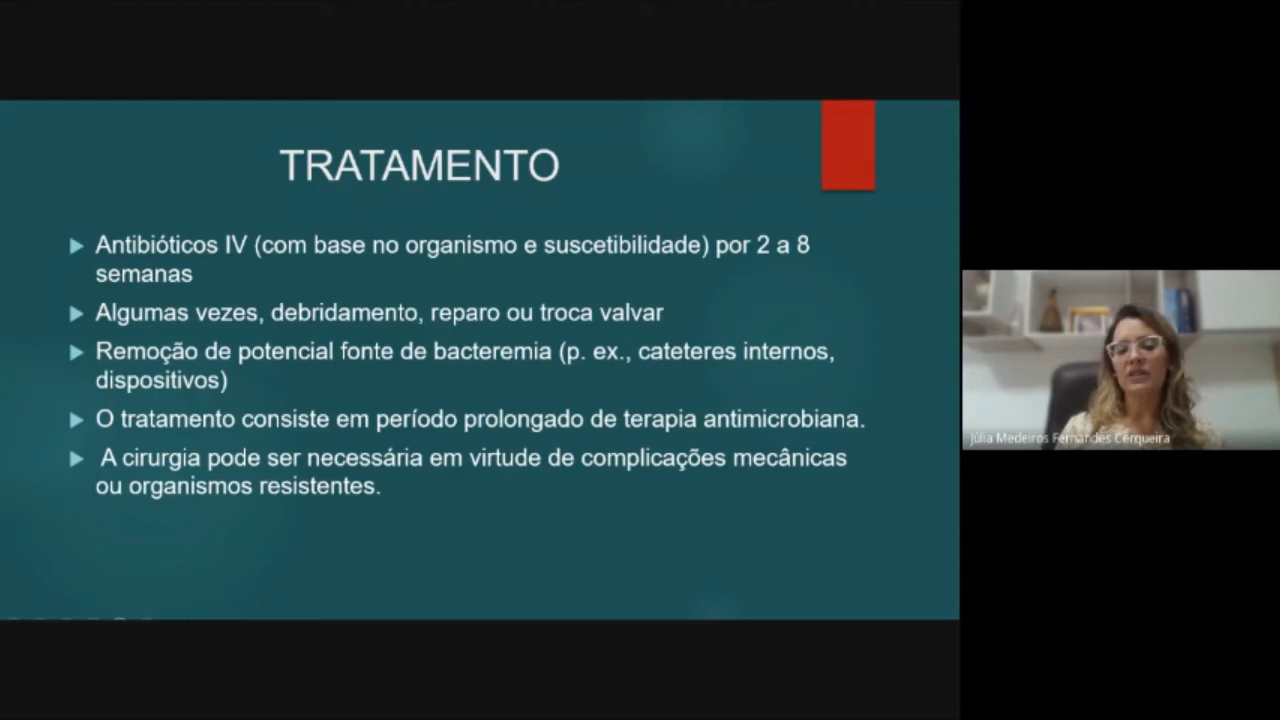 TRATAMENTO
Antibióticos IV (com base no organismo e suscetibilidade) por 2 a 8
semanas
Algumas vezes, debridamento, reparo ou troca valvar
Remoção de potencial fonte de bacteremia (p. ex., cateteres internos,
dispositivos)
O tratamento consiste em período prolongado de terapia antimicrobiana.
A cirurgia pode ser necessária em virtude de complicações mecânicas
ou organismos resistentes.
Júlia Medeiros Fernandes Cerqueira